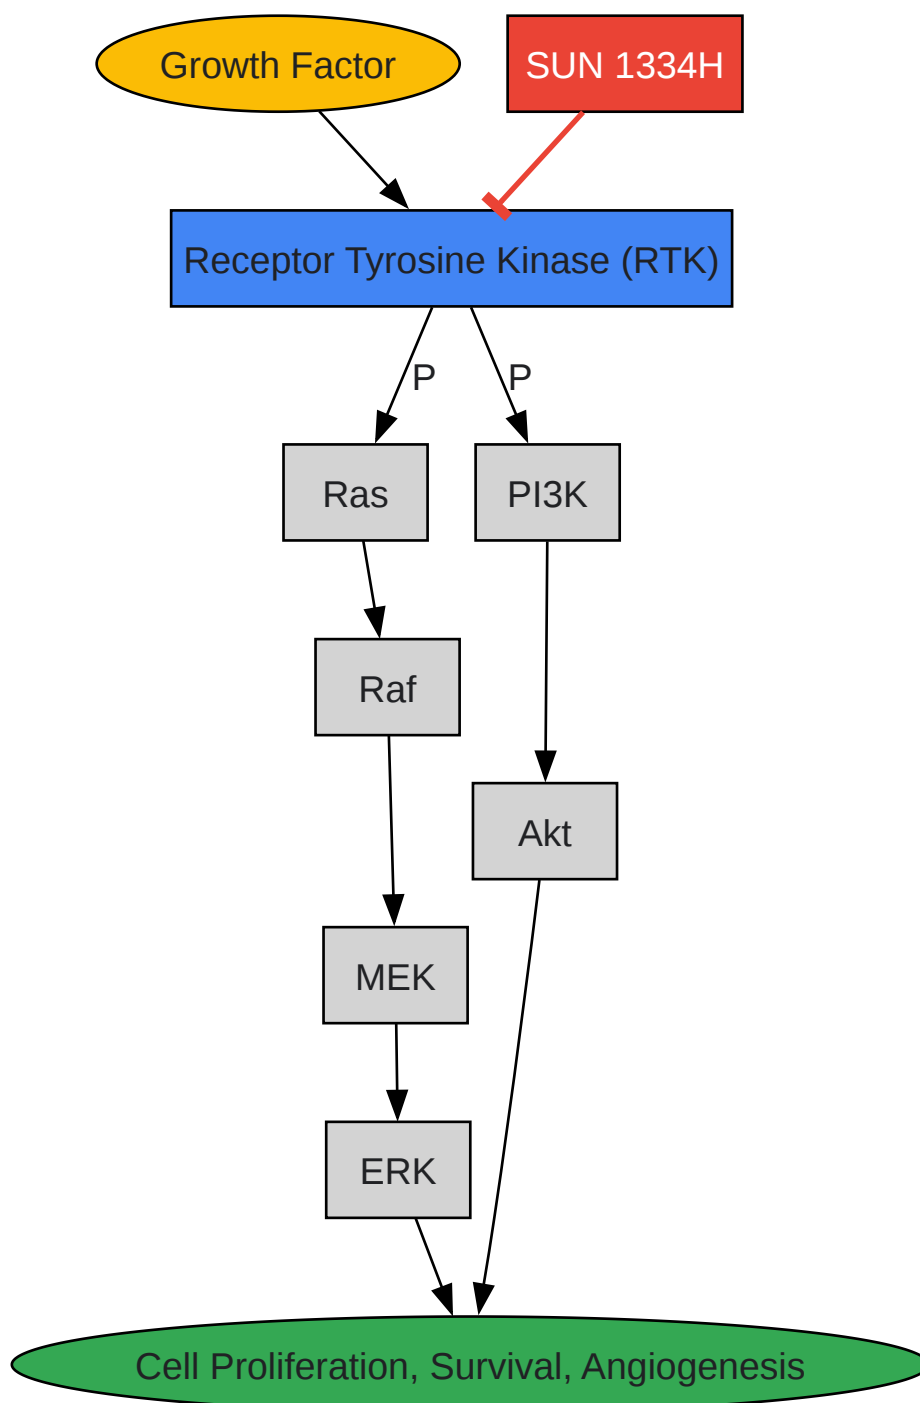 Growth Factor
SUN 1334H
Receptor Tyrosine Kinase (RTK)
P
P
Ras
PI3K
Raf
Akt
MEK
ERK
Cell Proliferation, Survival, Angiogenesis